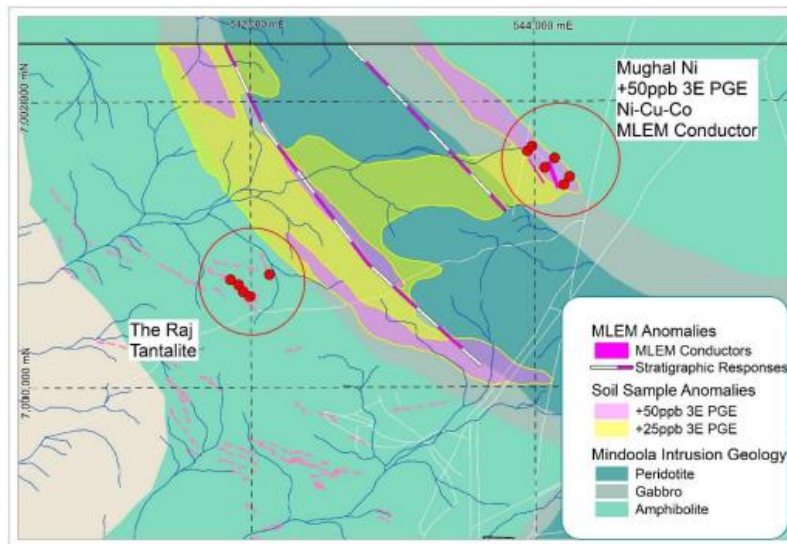 544,000 mE
Mughal Ni
+50ppb 3E PGE
Ni-Cu-Co
MLEM Conductor
The Raj
Tantalite
MLEM Anomalies
MLEM Conductors
Stratigraphic Responses
Soil Sample Anomalies
+50ppb 3E PGE
+25ppb 3E PGE
Mindoola Intrusion Geology
Peridotite
Gabbro
Amphibolite